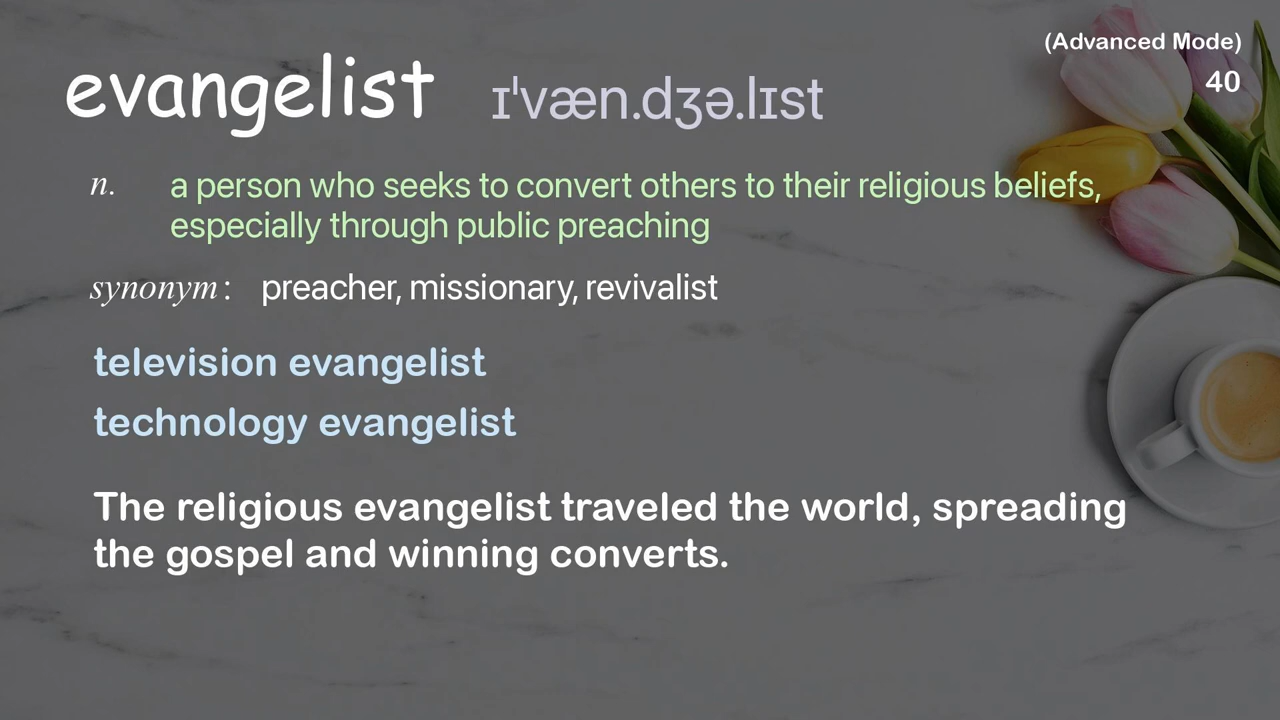 (Advanced Mode)
40
evangelist ɪˈvæn.dʒə.lɪst
n. a person who seeks to convert others to their religious beliefs,
especially through public preaching
synonym: preacher, missionary, revivalist
television evangelist
technology evangelist
The religious evangelist traveled the world, spreading
the gospel and winning converts.